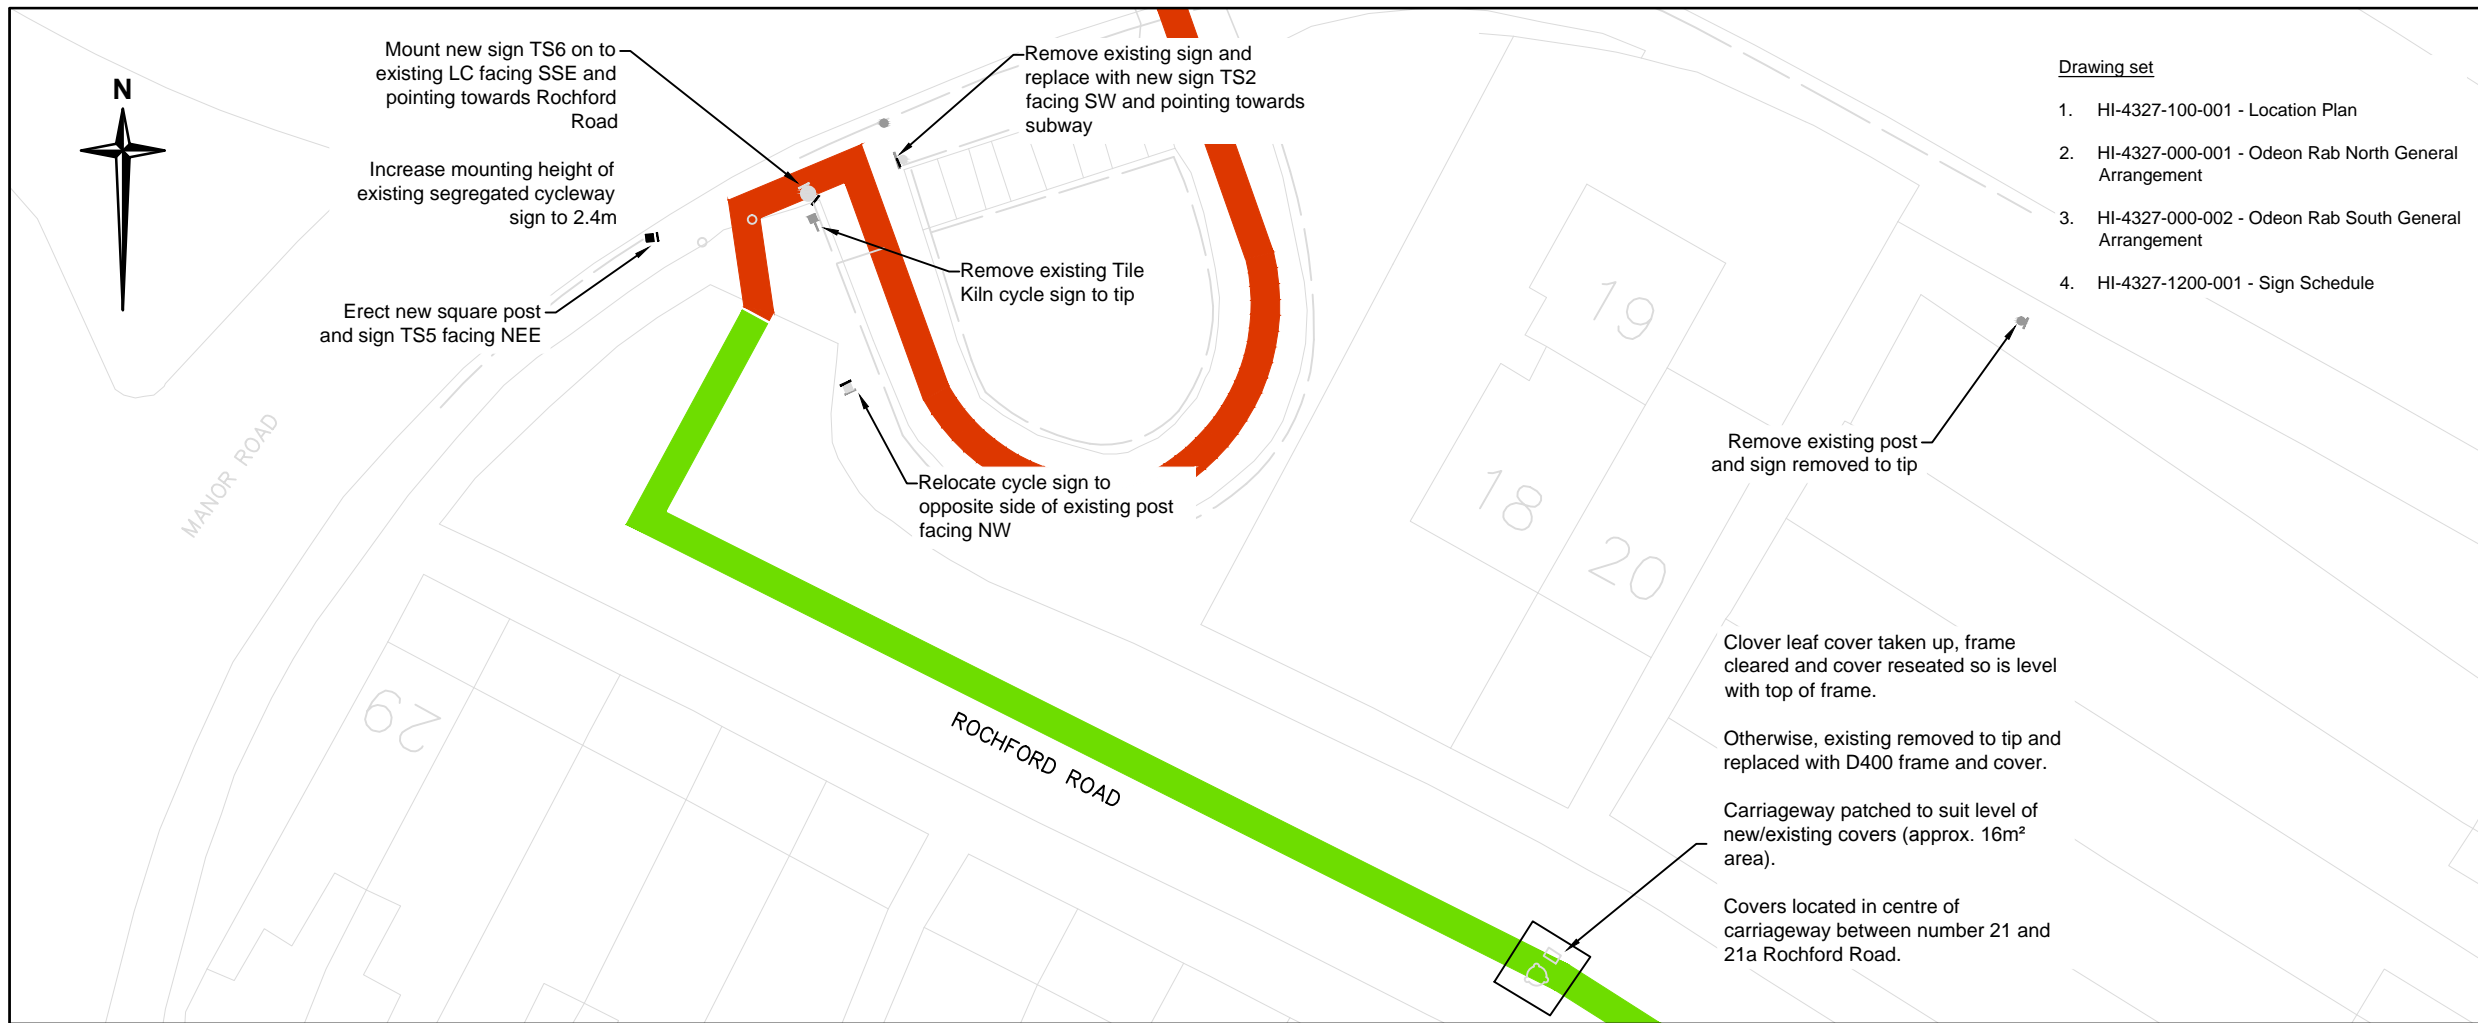 N
Mount new sign TS6 on to
existing LC facing SSE and
pointing towards Rochford
Road
Increase mounting height of
existing segregated cycleway
sign to 2.4m
Erect new square post
and sign TS5 facing NEE
Remove existing sign and
replace with new sign TS2
facing SW and pointing towards
subway
Remove existing Tile
Kiln cycle sign to tip
Relocate cycle sign to
opposite side of existing post
facing NW
Drawing set
1. HI-4327-100-001 - Location Plan
2. HI-4327-000-001 - Odeon Rab North General
Arrangement
3. HI-4327-000-002 - Odeon Rab South General
Arrangement
4. HI-4327-1200-001 - Sign Schedule
Remove existing post
and sign removed to tip
MANOR ROAD
19
18
20
29
ROCHFORD ROAD
Clover leaf cover taken up, frame
cleared and cover reseated so is level
with top of frame.
Otherwise, existing removed to tip and
replaced with D400 frame and cover.
Carriageway patched to suit level of
new/existing covers (approx. 16m²
area).
Covers located in centre of
carriageway between number 21 and
21a Rochford Road.